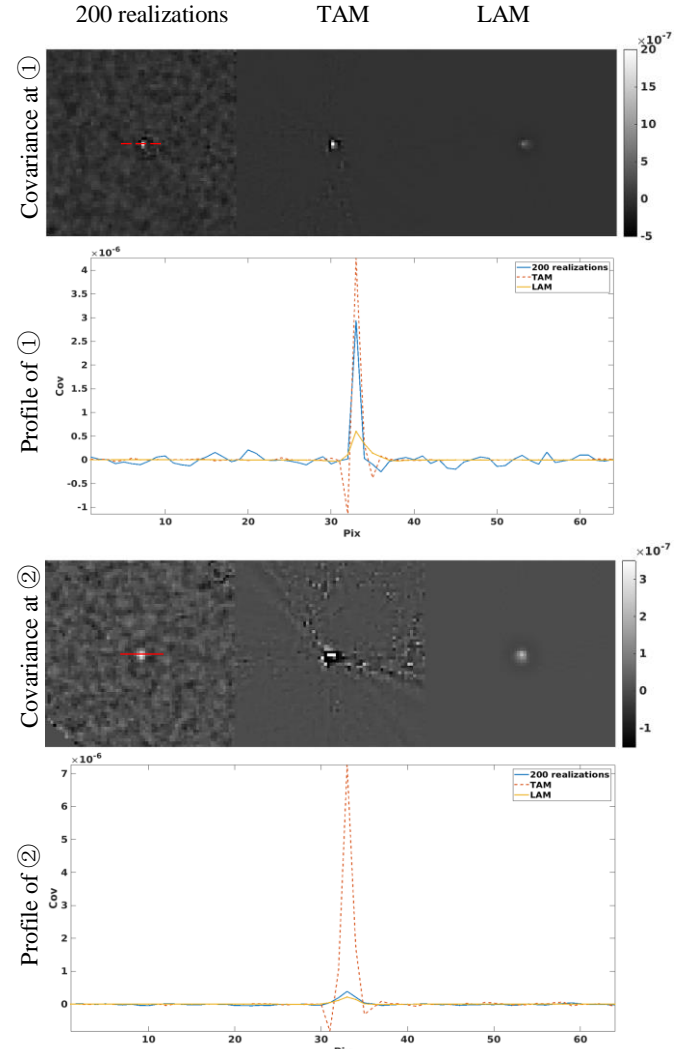 200 realizations TAM LAM
Covariance at ①
×10-7
20
15
10
5
0
-5
Profile of ①
×10-6
4
3.5
3
2.5
2
1.5
1
0.5
0
-0.5
-1
Cov
200 realizations
TAM
LAM
10 20 30 40 50 60
Pix
Covariance at ②
×10-7
3
2
1
0
-1
Profile of ②
×10-6
7
6
5
4
3
2
1
0
Cov
200 realizations
TAM
LAM
10 20 30 40 50 60